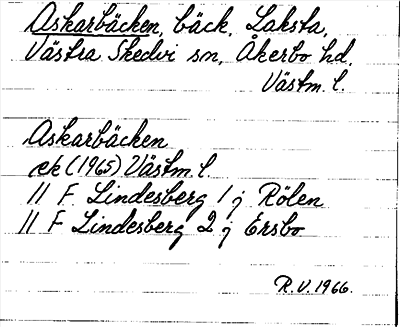 Askarbäcken, bäck, Laksta,
Västra Skedvi sn, Åkerbo hd.
Västm. l.
Askarbäcken
ek (1965) Västm. l.
11 F Lindesberg 1 j Rölen
11 F Lindesberg 2 j Ersbo
R.V. 1966.